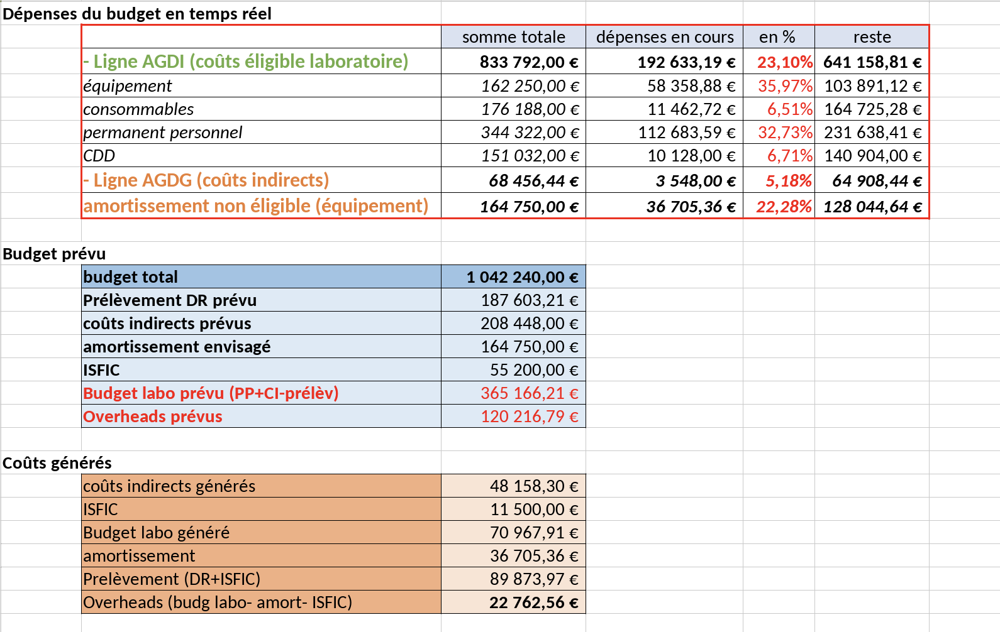 Dépenses du budget en temps réel
somme totale dépenses en cours en % reste
- Ligne AGDI (coûts éligible laboratoire) 833 792,00 € 192 633,19 € 23,10% 641 158,81 €
équipement 162 250,00 € 58 358,88 € 35,97% 103 891,12 €
consommables 176 188,00 € 11 462,72 € 6,51% 164 725,28 €
permanent personnel 344 322,00 € 112 683,59 € 32,73% 231 638,41 €
CDD 151 032,00 € 10 128,00 € 6,71% 140 904,00 €
- Ligne AGDG (coûts indirects) 68 456,44 € 3 548,00 € 5,18% 64 908,44 €
amortissement non éligible (équipement) 164 750,00 € 36 705,36 € 22,28% 128 044,64 €
Budget prévu
budget total 1 042 240,00 €
Prélèvement DR prévu 187 603,21 €
coûts indirects prévus 208 448,00 €
amortissement envisagé 164 750,00 €
ISFIC 55 200,00 €
Budget labo prévu (PP+CI-prélèv) 365 166,21 €
Overheads prévus 120 216,79 €
Coûts générés
coûts indirects générés 48 158,30 €
ISFIC 11 500,00 €
Budget labo généré 70 967,91 €
amortissement 36 705,36 €
Prelèvement (DR+ISFIC) 89 873,97 €
Overheads (budg labo- amort- ISFIC) 22 762,56 €